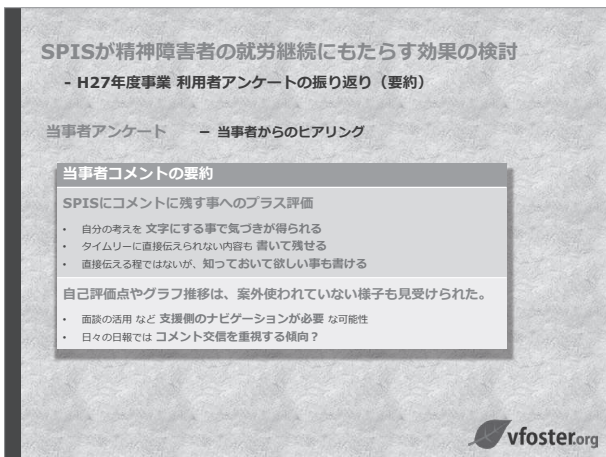 SPISが精神障害者の就労継続にもたらす効果の検討
- H27年度事業 利用者アンケートの振り返り（要約）
当事者アンケート － 当事者からのヒアリング
当事者コメントの要約
SPISにコメントに残す事へのプラス評価
• 自分の考えを 文字にする事で気づきが得られる
• タイムリーに直接伝えられない内容も 書いて残せる
• 直接伝える程ではないが、知っておいて欲しい事も書ける
自己評価点やグラフ推移は、案外使われていない様子も見受けられた。
• 面談の活用 など 支援側のナビゲーションが必要 な可能性
• 日々の日報では コメント交信を重視する傾向？
vfoster.org